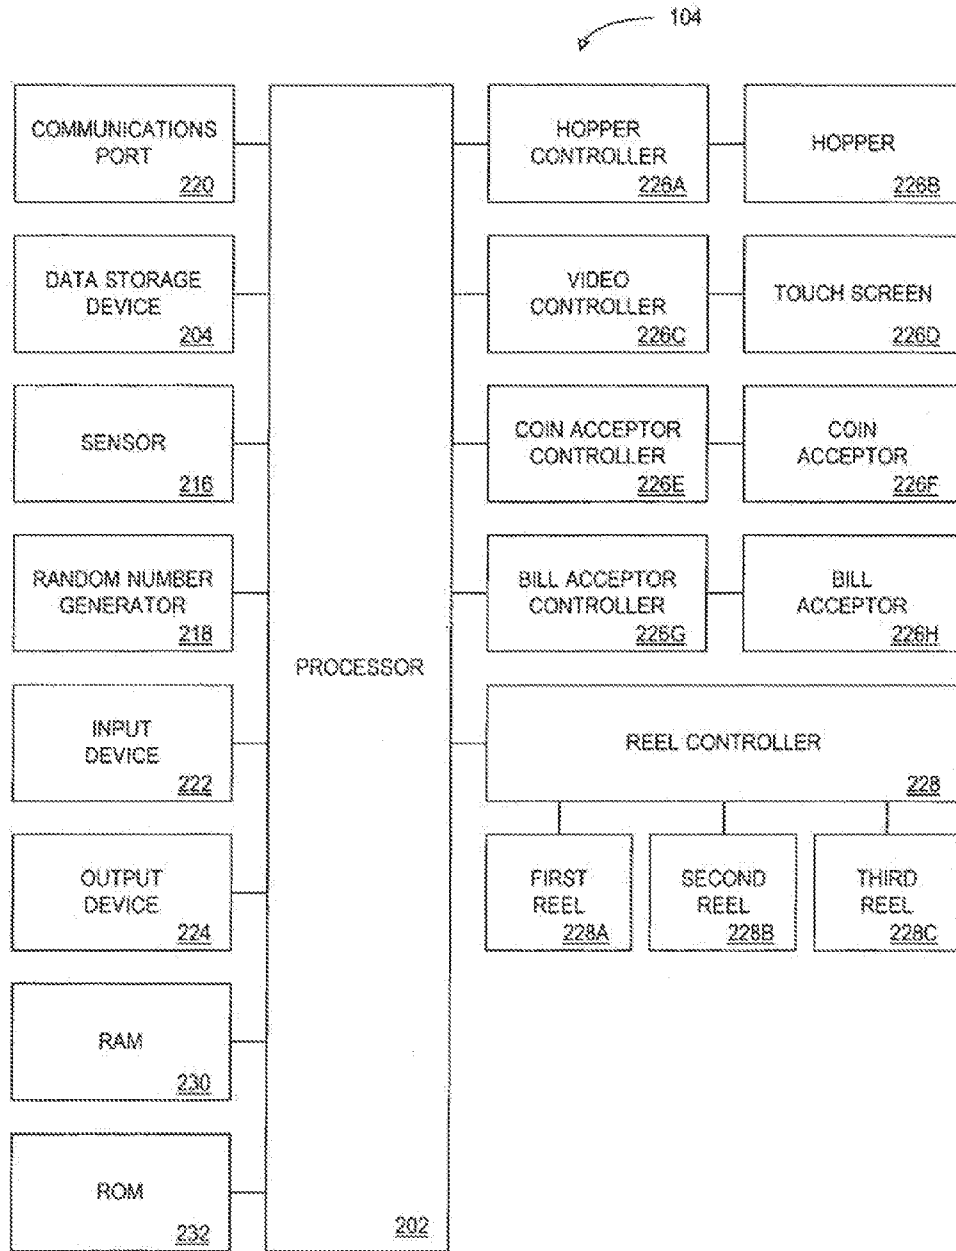 104
COMMUNICATIONS
PORT
220
DATA STORAGE
DEVICE
204
SENSOR
216
RANDOM NUMBER
GENERATOR
218
INPUT
DEVICE
222
OUTPUT
DEVICE
224
RAM
230
ROM
232
PROCESSOR
202
HOPPER
CONTROLLER
226A
HOPPER
226B
VIDEO
CONTROLLER
226C
TOUCH SCREEN
226D
COIN ACCEPTOR
CONTROLLER
226E
COIN
ACCEPTOR
226F
BILL ACCEPTOR
CONTROLLER
226G
BILL
ACCEPTOR
226H
REEL CONTROLLER
228
FIRST
REEL
228A
SECOND
REEL
228B
THIRD
REEL
228C